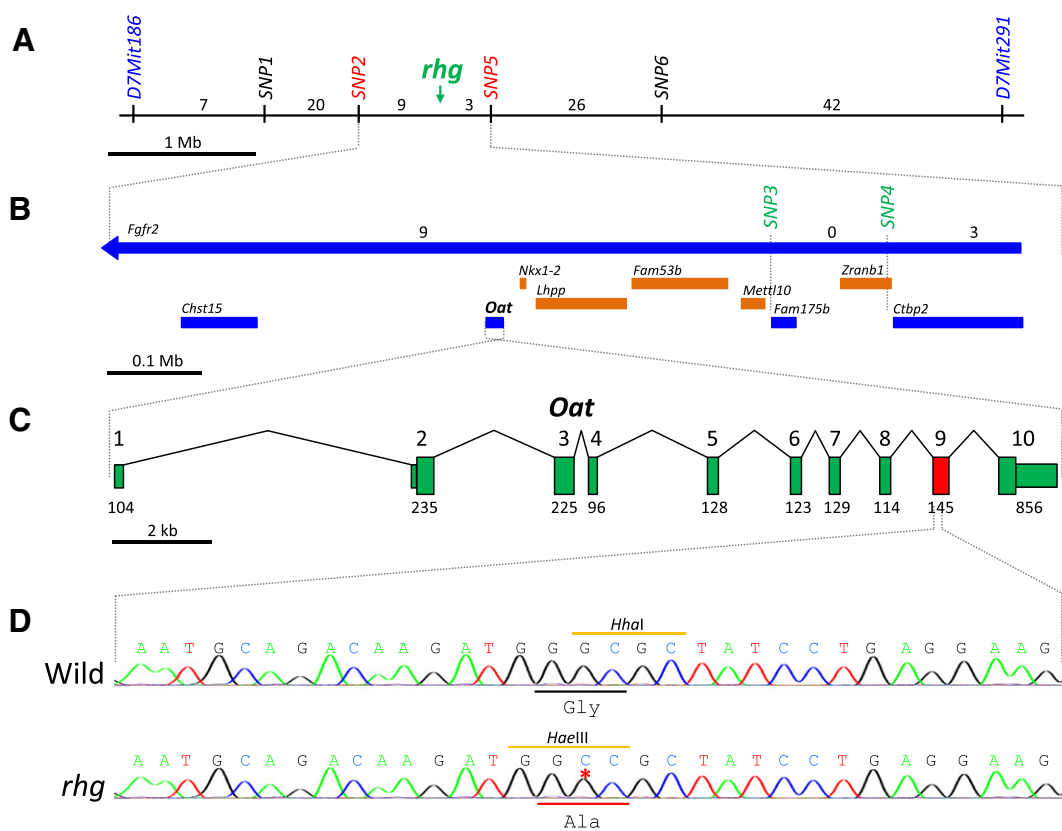 A
D7Mit186 SNP1 SNP2 rhg SNP5 SNP6 D7Mit291
7 20 9 3 26 42
1 Mb
B
SNP3 SNP4
Fgfr2 9 0 3
Nkx1-2 Fam53b Zranb1
Lhpp Mettl10
Chst15 Oat Fam175b Ctbp2
0.1 Mb
C
Oat
1 2 3 4 5 6 7 8 9 10
104 235 225 96 128 123 129 114 145 856
2 kb
D
HhaI
A A T G C A G A C A A G A T G G G C G C T A T C C T G A G G A A G
Wild
Gly
HaeIII
A A T G C A G A C A A G A T G G C C G C T A T C C T G A G G A A G
*
rhg
Ala